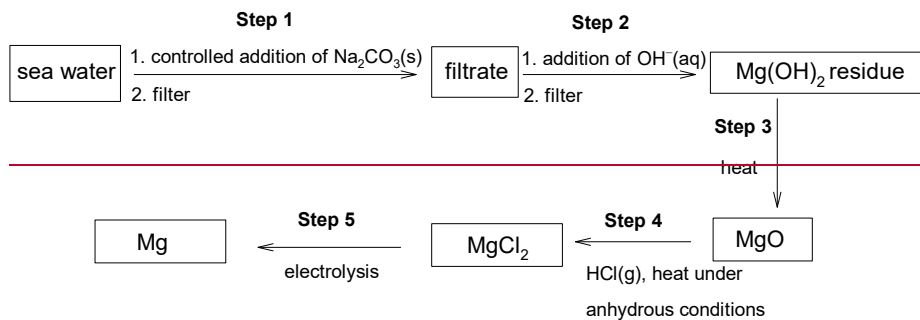 Step 1
Step 2
sea water
1. controlled addition of Na₂CO₃(s)
2. filter
filtrate
1. addition of OH⁻(aq)
2. filter
Mg(OH)₂ residue
Step 3
heat
Mg
Step 5
electrolysis
MgCl₂
Step 4
HCl(g), heat under
anhydrous conditions
MgO